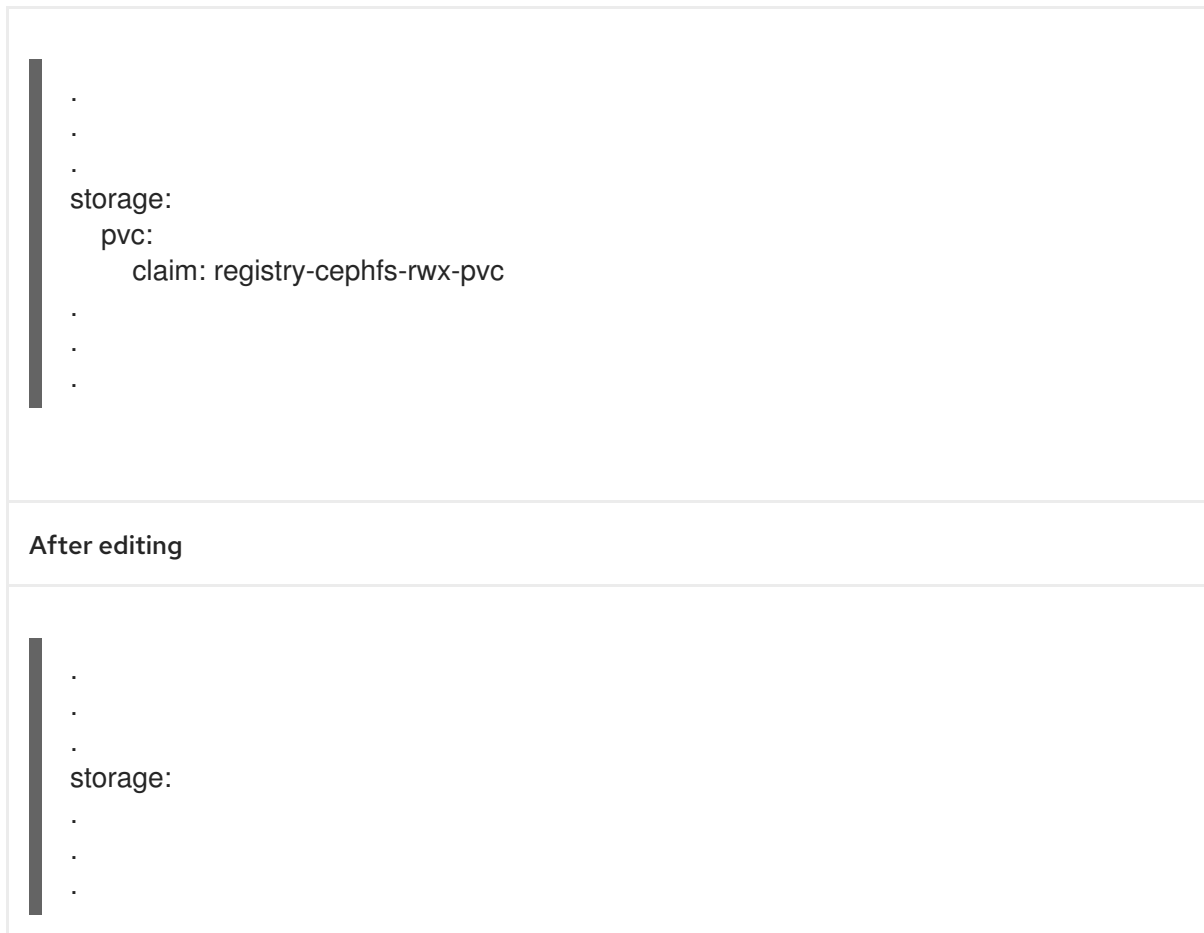 .
.
.
storage:
pvc:
claim: registry-cephfs-rwx-pvc
.
.
.
After editing
.
.
.
storage:
.
.
.